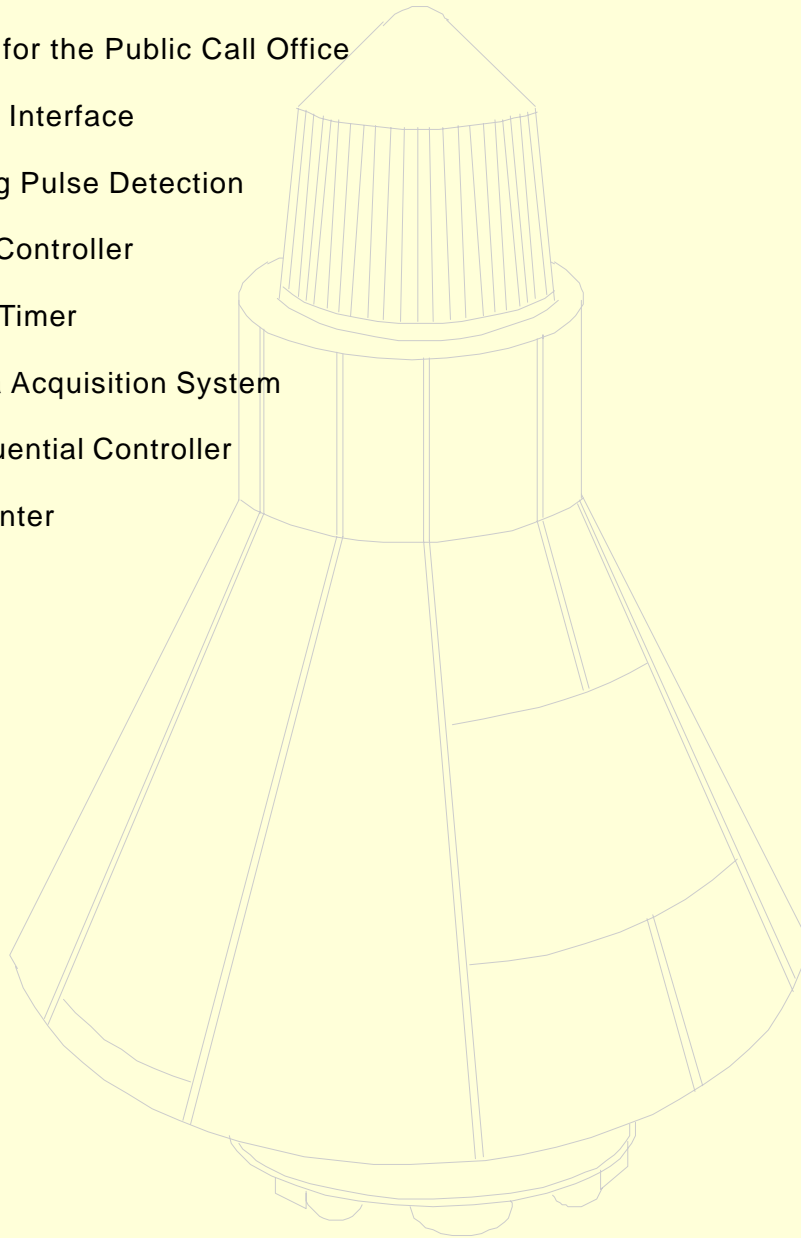 for the Public Call Office
Interface
g Pulse Detection
Controller
Timer
Acquisition System
uential Controller
nter